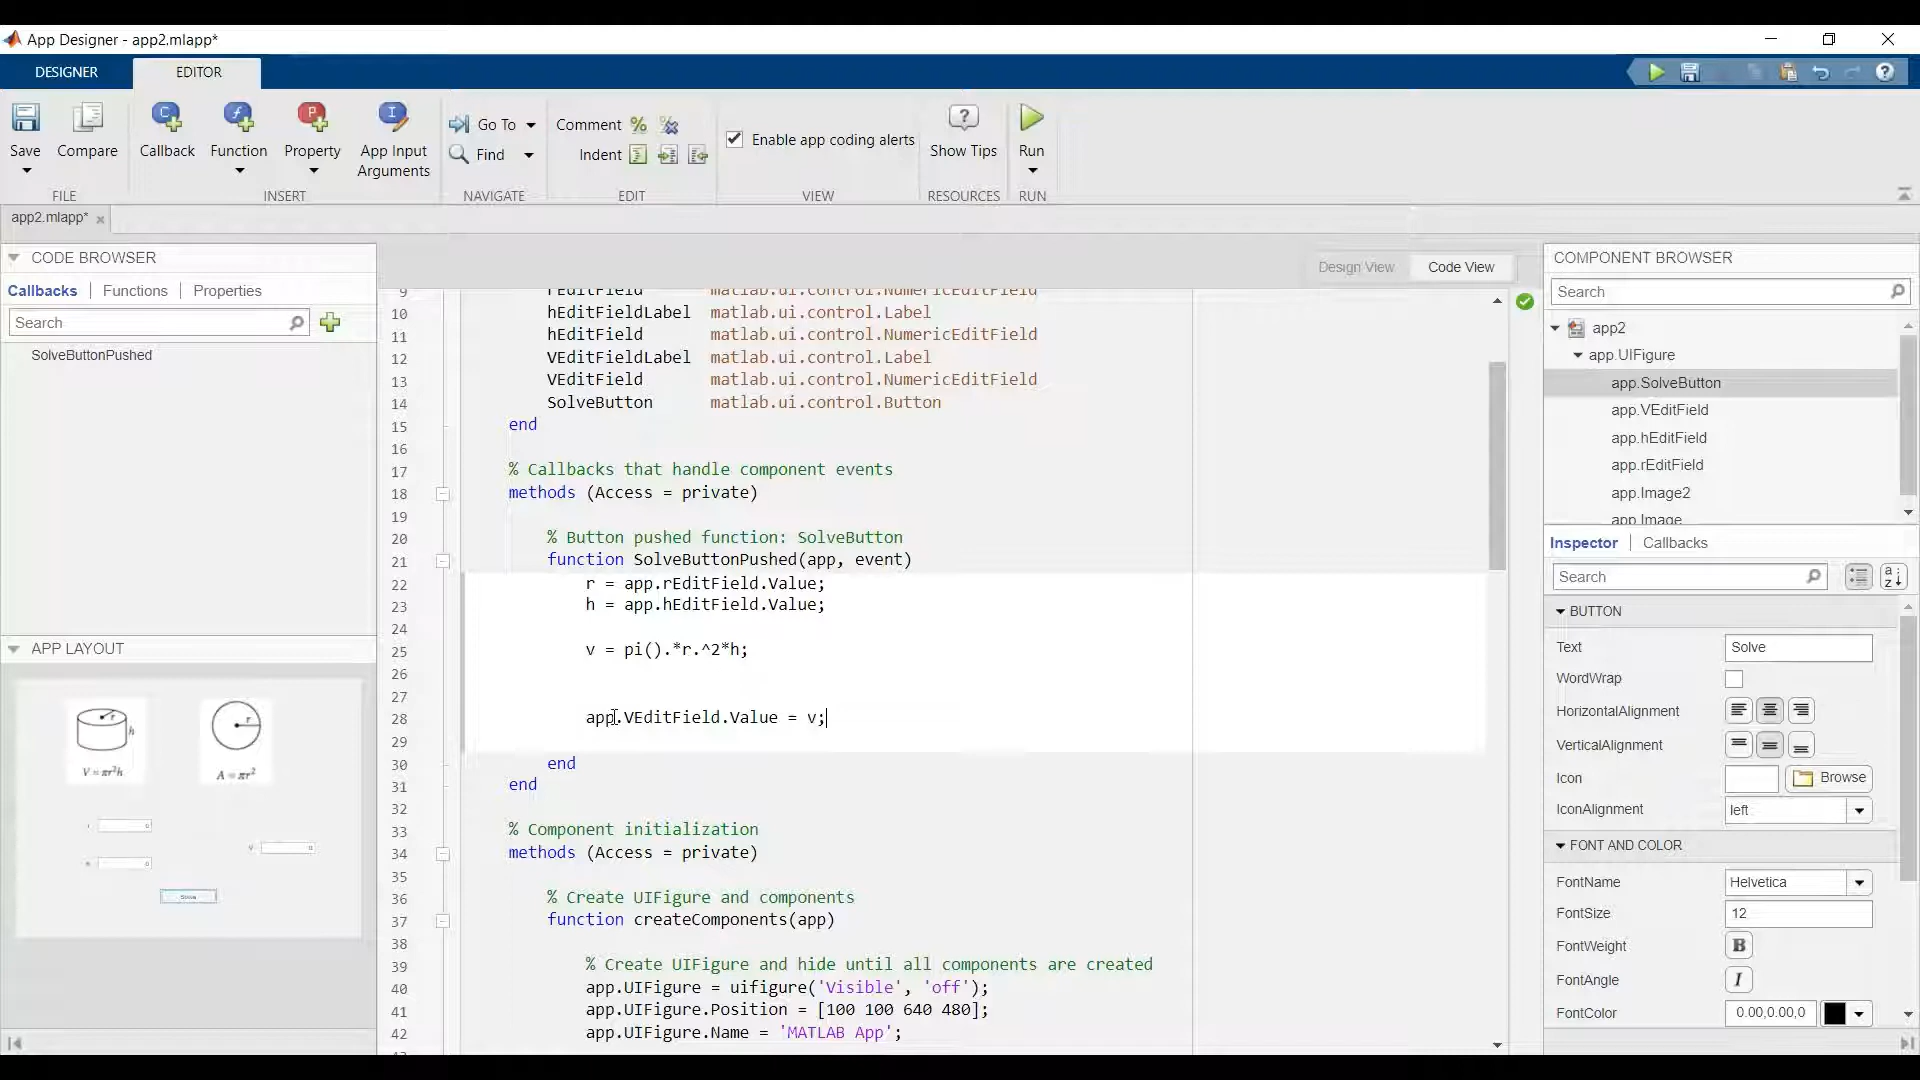 App Designer - app2.mlapp*
DESIGNER
EDITOR
Save
Compare
Callback
Function
Property
App Input
Arguments
Go To
Find
Comment
Indent
Enable app coding alerts
Show Tips
Run
FILE
INSERT
NAVIGATE
EDIT
VIEW
RESOURCES
RUN
app2.mlapp*
CODE BROWSER
Callbacks
Functions
Properties
Search
SolveButtonPushed
APP LAYOUT
r
h
V = πr²h
r
A = πr²
Design View
Code View
9 rEditField matlab.ui.control.NumericEditField
10 hEditFieldLabel matlab.ui.control.Label
11 hEditField matlab.ui.control.NumericEditField
12 VEditFieldLabel matlab.ui.control.Label
13 VEditField matlab.ui.control.NumericEditField
14 SolveButton matlab.ui.control.Button
15 end
16
17 % Callbacks that handle component events
18 methods (Access = private)
19
20 % Button pushed function: SolveButton
21 function SolveButtonPushed(app, event)
22 r = app.rEditField.Value;
23 h = app.hEditField.Value;
24
25 v = pi().*r.^2*h;
26
27
28 app.VEditField.Value = v;
29
30 end
31 end
32
33 % Component initialization
34 methods (Access = private)
35
36 % Create UIFigure and components
37 function createComponents(app)
38
39 % Create UIFigure and hide until all components are created
40 app.UIFigure = uifigure('Visible', 'off');
41 app.UIFigure.Position = [100 100 640 480];
42 app.UIFigure.Name = 'MATLAB App';
COMPONENT BROWSER
Search
app2
app.UIFigure
app.SolveButton
app.VEditField
app.hEditField
app.rEditField
app.Image2
app.Image
Inspector
Callbacks
Search
BUTTON
Text Solve
WordWrap
HorizontalAlignment
VerticalAlignment
Icon Browse
IconAlignment left
FONT AND COLOR
FontName Helvetica
FontSize 12
FontWeight B
FontAngle I
FontColor 0.00,0.00,0